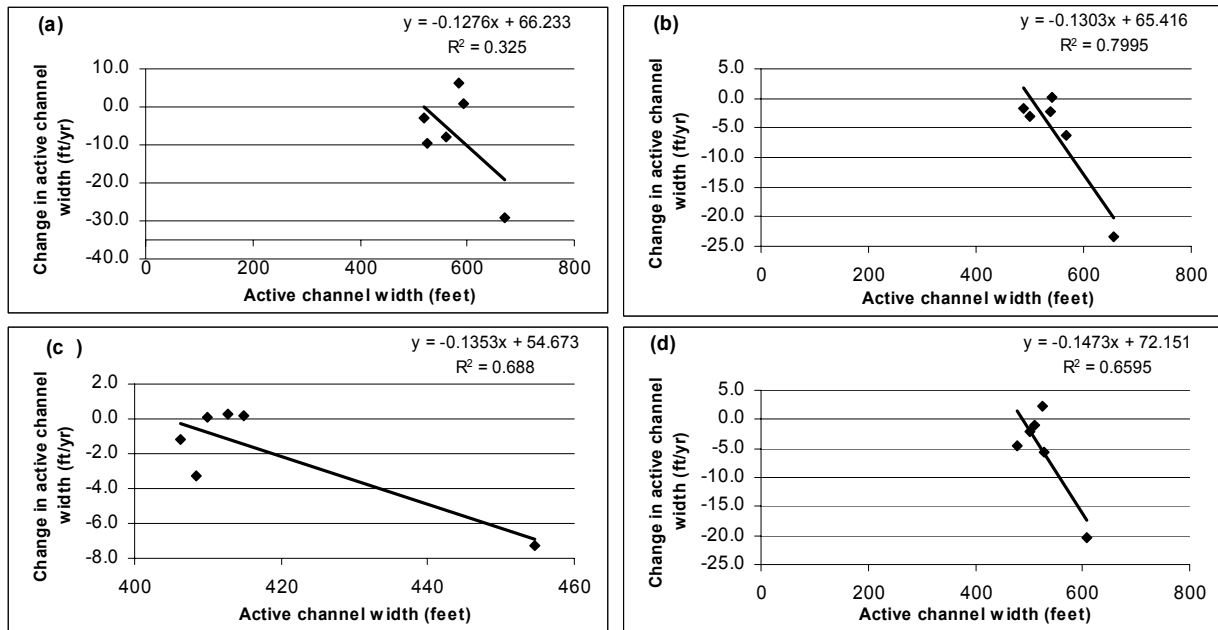 (a)
y = -0.1276x + 66.233
R² = 0.325
10.0
0.0
-10.0
-20.0
-30.0
-40.0
0 200 400 600 800
Change in active channel
width (ft/yr)
Active channel width (feet)
(b)
y = -0.1303x + 65.416
R² = 0.7995
5.0
0.0
-5.0
-10.0
-15.0
-20.0
-25.0
0 200 400 600 800
Change in active channel
width (ft/yr)
Active channel width (feet)
(c )
y = -0.1353x + 54.673
R² = 0.688
2.0
0.0
-2.0
-4.0
-6.0
-8.0
400 420 440 460
Change in active channel
width (ft/yr)
Active channel width (feet)
(d)
y = -0.1473x + 72.151
R² = 0.6595
5.0
0.0
-5.0
-10.0
-15.0
-20.0
-25.0
0 200 400 600 800
Change in active channel
width (ft/yr)
Active channel width (feet)